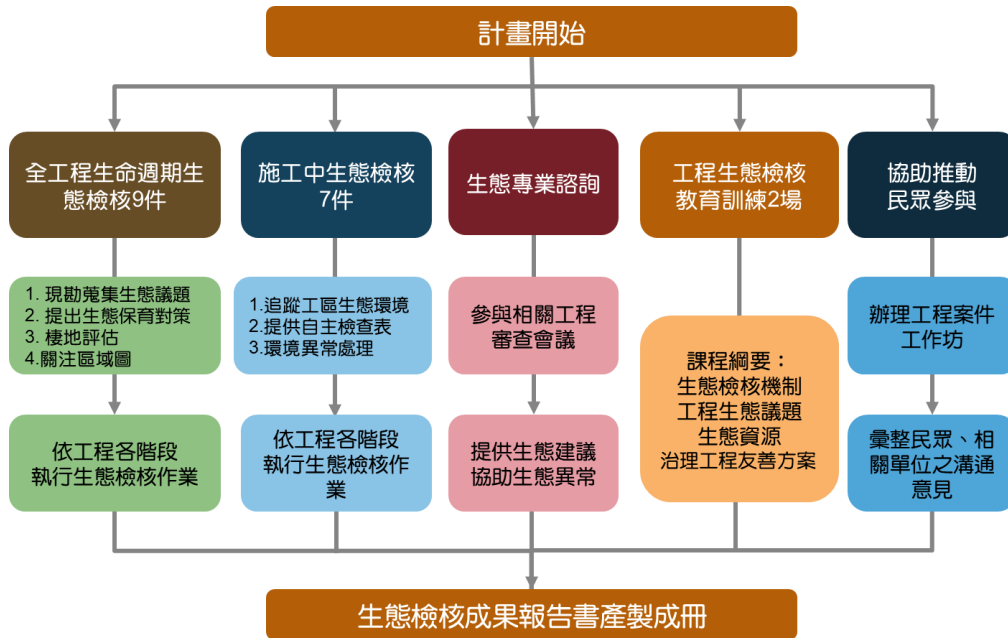 計畫開始
全工程生命週期生
態檢核9件
施工中生態檢核
7件
生態專業諮詢
工程生態檢核
教育訓練2場
協助推動
民眾參與
1. 現勘蒐集生態議題
2. 提出生態保育對策
3. 棲地評估
4.關注區域圖
1.追蹤工區生態環境
2.提供自主檢查表
3.環境異常處理
參與相關工程
審查會議
課程綱要：
生態檢核機制
工程生態議題
生態資源
治理工程友善方案
辦理工程案件
工作坊
依工程各階段
執行生態檢核作業
依工程各階段
執行生態檢核作
業
提供生態建議
協助生態異常
彙整民眾、相
關單位之溝通
意見
生態檢核成果報告書產製成冊